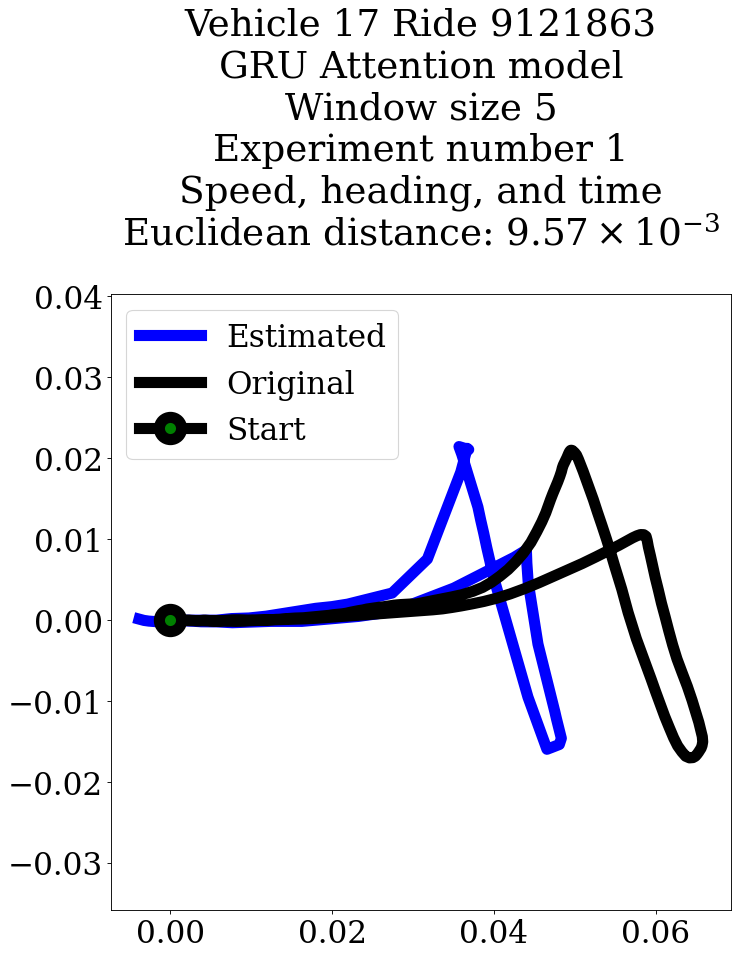 Vehicle 17 Ride 9121863
GRU Attention model
Window size 5
Experiment number 1
Speed, heading, and time
Euclidean distance: 9.57 × 10⁻³
0.04
0.03
0.02
0.01
0.00
−0.01
−0.02
−0.03
Estimated
Original
Start
0.00 0.02 0.04 0.06